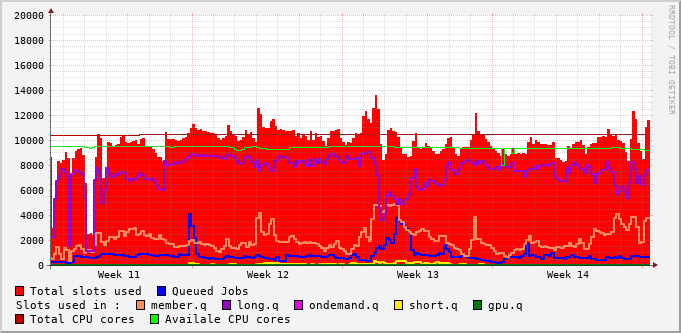 RRDTOOL / TOBI OETIKER
20000
18000
16000
14000
12000
10000
8000
6000
4000
2000
0
Week 11 Week 12 Week 13 Week 14
Total slots used Queued Jobs
Slots used in : member.q long.q ondemand.q short.q gpu.q
Total CPU cores Availale CPU cores